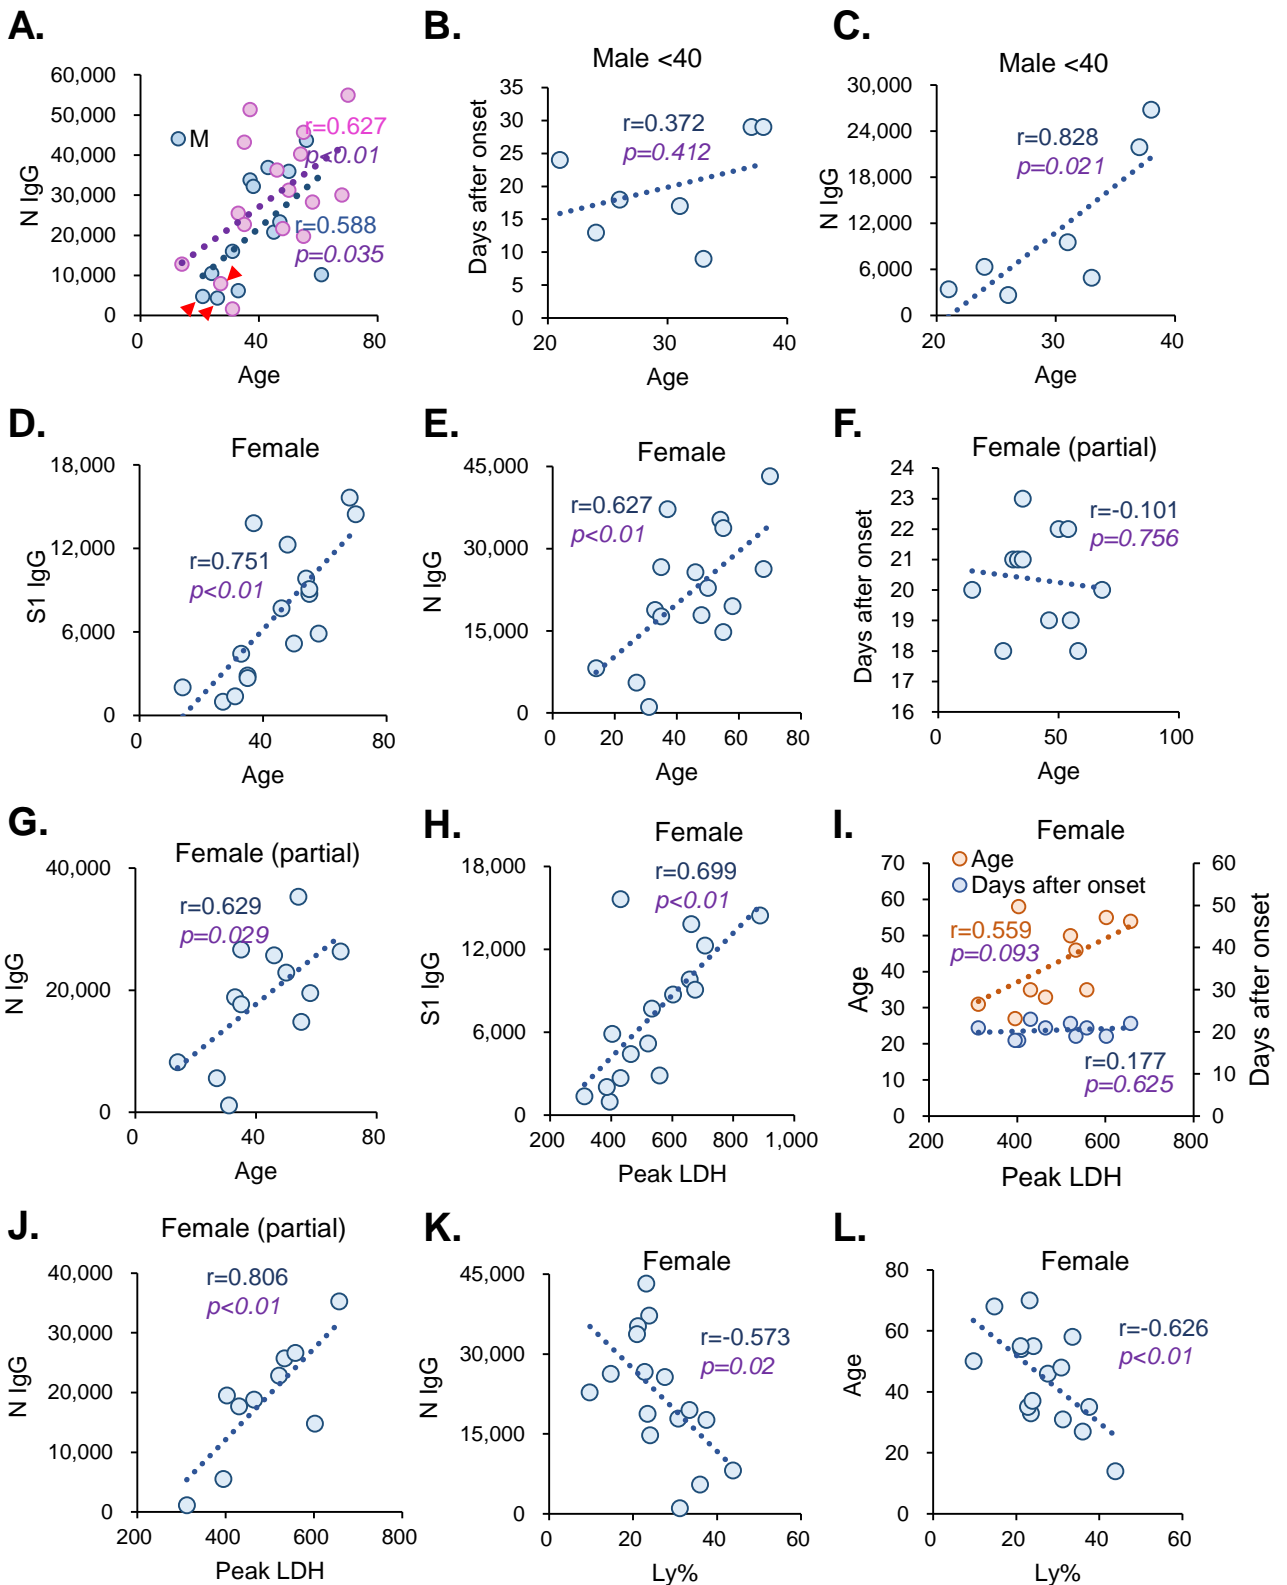 A.
60,000
50,000
40,000
30,000
20,000
10,000
0
N IgG
M
r=0.627
p<0.01
r=0.588
p=0.035
0
40
80
Age
B.
Male <40
35
30
25
20
15
10
5
0
Days after onset
r=0.372
p=0.412
20
30
40
Age
C.
Male <40
30,000
24,000
18,000
12,000
6,000
0
N IgG
r=0.828
p=0.021
20
30
40
Age
D.
Female
18,000
12,000
6,000
0
S1 IgG
r=0.751
p<0.01
0
40
80
Age
E.
Female
45,000
30,000
15,000
0
N IgG
r=0.627
p<0.01
0
20
40
60
80
Age
F.
Female (partial)
24
23
22
21
20
19
18
17
16
Days after onset
r=-0.101
p=0.756
0
50
100
Age
G.
Female (partial)
40,000
20,000
0
N IgG
r=0.629
p=0.029
0
40
80
Age
H.
Female
18,000
12,000
6,000
0
S1 IgG
r=0.699
p<0.01
200
400
600
800
1,000
Peak LDH
I.
Female
70
60
50
40
30
20
10
0
Age
Age
Days after onset
r=0.559
p=0.093
r=0.177
p=0.625
60
50
40
30
20
10
0
Days after onset
200
400
600
800
Peak LDH
J.
Female (partial)
40,000
30,000
20,000
10,000
0
N IgG
r=0.806
p<0.01
200
400
600
800
Peak LDH
K.
Female
45,000
30,000
15,000
0
N IgG
r=-0.573
p=0.02
0
20
40
60
Ly%
L.
Female
80
60
40
20
0
Age
r=-0.626
p<0.01
0
20
40
60
Ly%